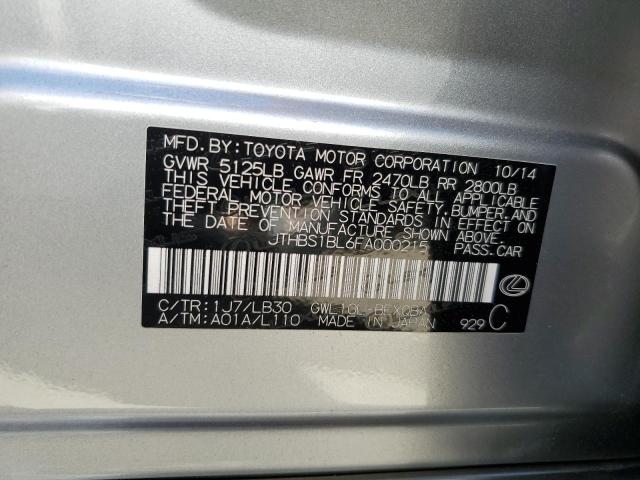 MFD. BY: TOYOTA MOTOR CORPORATION 10/14
GVWR 5125LB GAWR FR 2470LB RR 2800LB
THIS VEHICLE CONFORMS TO ALL APPLICABLE
FEDERAL MOTOR VEHICLE SAFETY, BUMPER, AND
THEFT PREVENTION STANDARDS IN EFFECT ON
THE DATE OF MANUFACTURE SHOWN ABOVE.
JTHBS1BL6FA000215 PASS. CAR
C/TR: 1J7/LB30 GWL10L-BEXQBX
A/TM: A01A/L110 MADE IN JAPAN 929 C